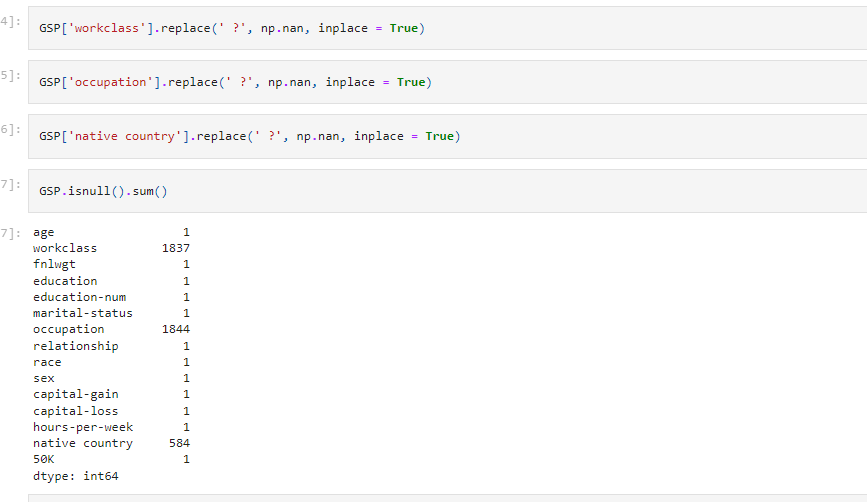 4]: GSP['workclass'].replace(' ?', np.nan, inplace = True)
5]: GSP['occupation'].replace(' ?', np.nan, inplace = True)
6]: GSP['native country'].replace(' ?', np.nan, inplace = True)
7]: GSP.isnull().sum()
7]: age 1
workclass 1837
fnlwgt 1
education 1
education-num 1
marital-status 1
occupation 1844
relationship 1
race 1
sex 1
capital-gain 1
capital-loss 1
hours-per-week 1
native country 584
50K 1
dtype: int64